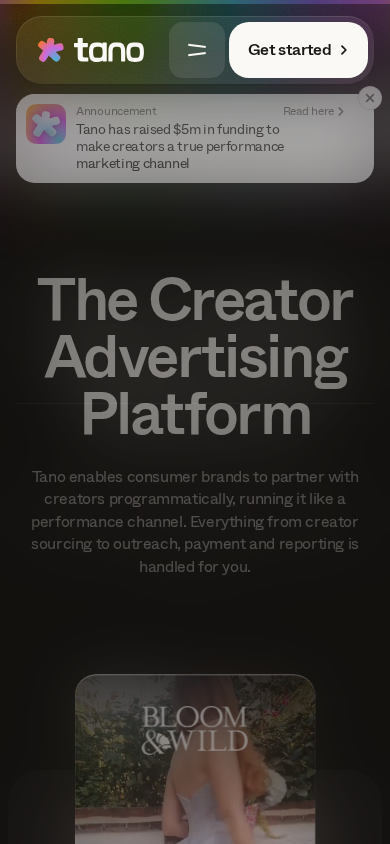 tano
Get started
Announcement
Read here
Tano has raised $5m in funding to
make creators a true performance
marketing channel
The Creator
Advertising
Platform
Tano enables consumer brands to partner with
creators programmatically, running it like a
performance channel. Everything from creator
sourcing to outreach, payment and reporting is
handled for you.
BLOOM
&WILD